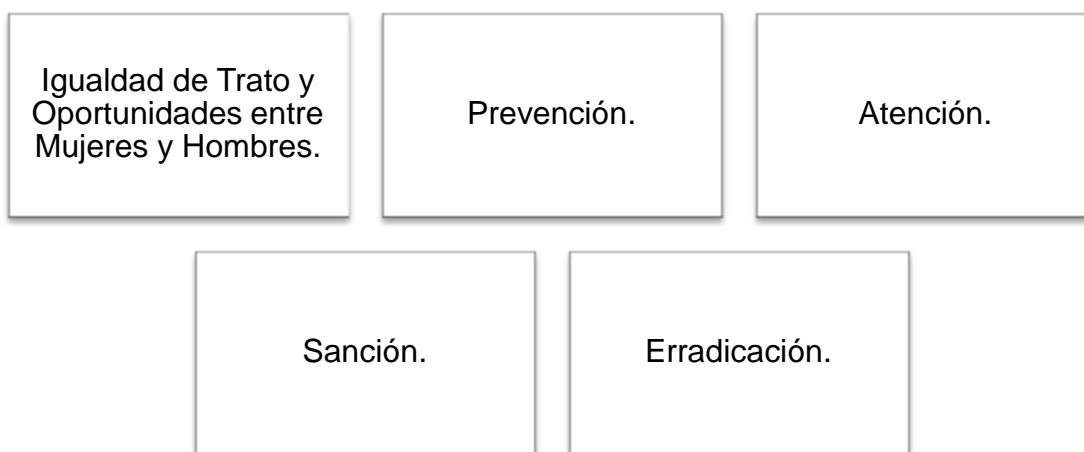 Igualdad de Trato y
Oportunidades entre
Mujeres y Hombres.
Prevención.
Atención.
Sanción.
Erradicación.